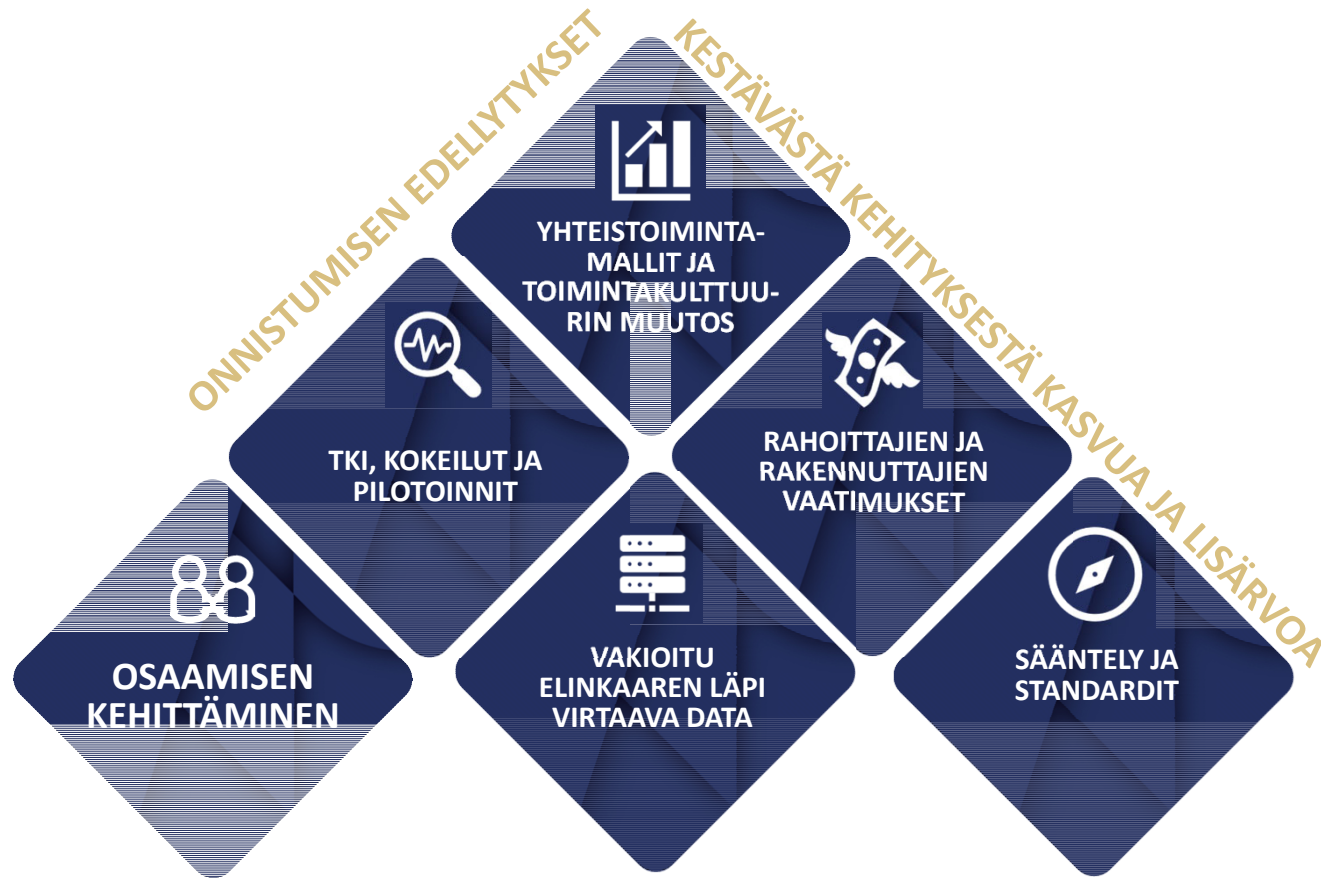 ONNISTUMISEN EDELLYTYKSET
KESTÄVÄSTÄ KEHITYKSESTÄ KASVUA JA LISÄRVOA
YHTEISTOIMINTA-
MALLIT JA
TOIMINTAKULTTUU-
RIN MUUTOS
TKI, KOKEILUT JA
PILOTOINNIT
RAHOITTAJIEN JA
RAKENNUTTAJIEN
VAATIMUKSET
OSAAMISEN
KEHITTÄMINEN
VAKIOITU
ELINKAAREN LÄPI
VIRTAAVA DATA
SÄÄNTELY JA
STANDARDIT